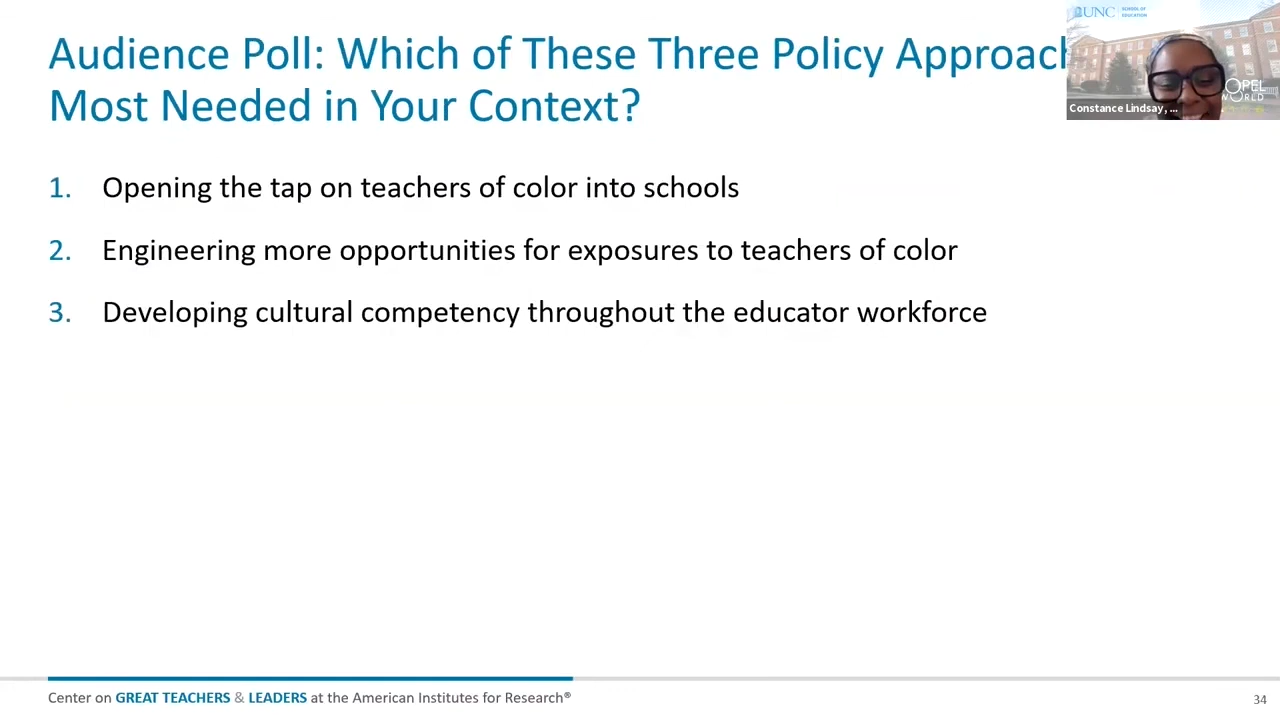 Audience Poll: Which of These Three Policy Approach
Most Needed in Your Context?
UNC SCHOOL OF
EDUCATION
OPEL
WORLD
Constance Lindsay, ...
1. Opening the tap on teachers of color into schools
2. Engineering more opportunities for exposures to teachers of color
3. Developing cultural competency throughout the educator workforce
Center on GREAT TEACHERS & LEADERS at the American Institutes for Research®
34